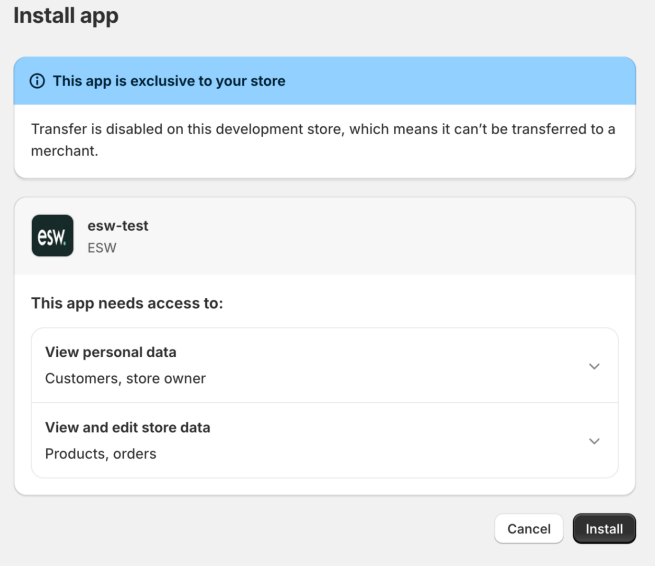 Install app
This app is exclusive to your store
Transfer is disabled on this development store, which means it can’t be transferred to a
merchant.
esw.
esw-test
ESW
This app needs access to:
View personal data
Customers, store owner
View and edit store data
Products, orders
Cancel
Install